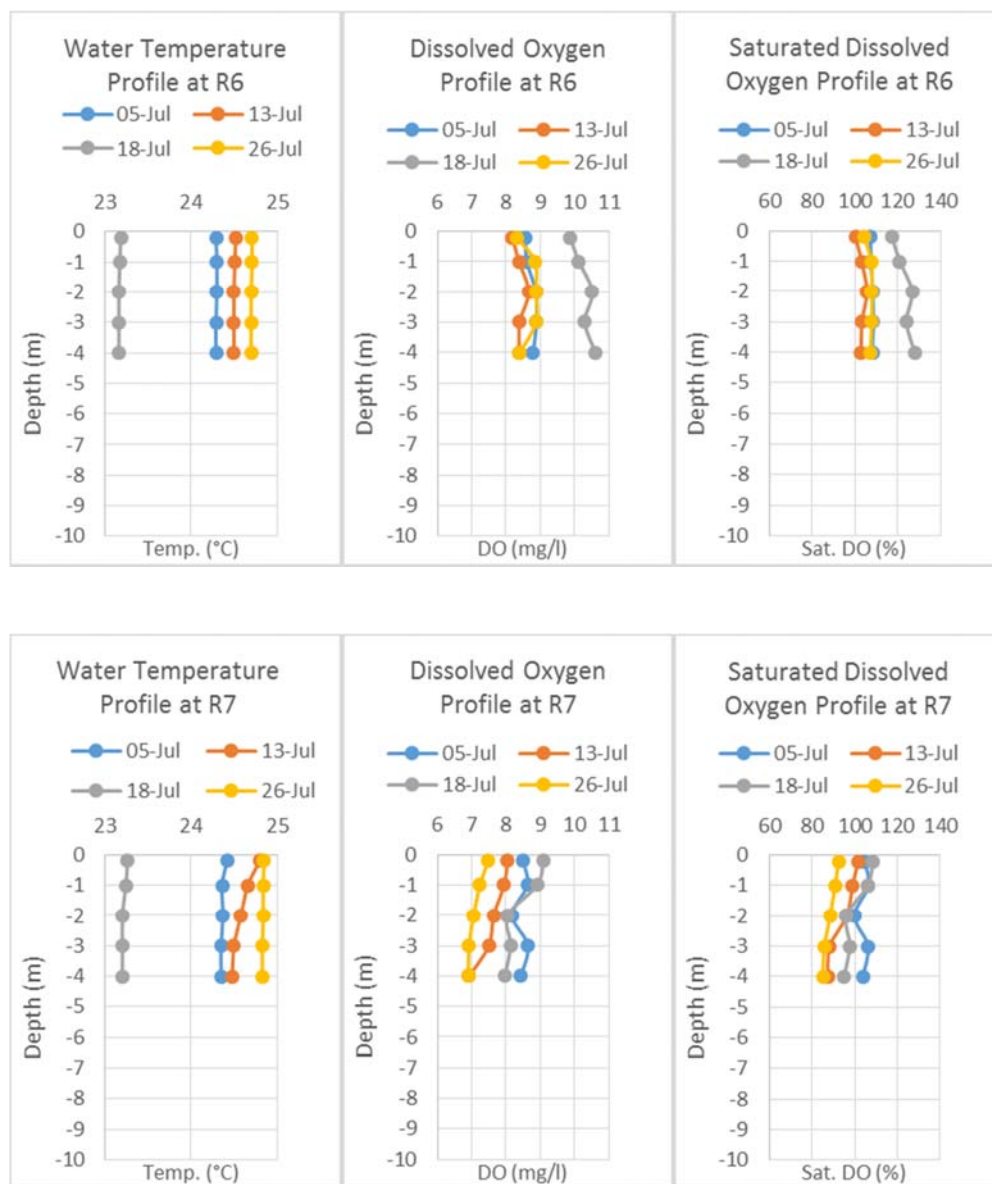 Water Temperature
Profile at R6
05-Jul 13-Jul
18-Jul 26-Jul
23 24 25
0
-1
-2
-3
-4
-5
-6
-7
-8
-9
-10
Depth (m)
Temp. (°C)
Dissolved Oxygen
Profile at R6
05-Jul 13-Jul
18-Jul 26-Jul
6 7 8 9 10 11
0
-1
-2
-3
-4
-5
-6
-7
-8
-9
-10
Depth (m)
DO (mg/l)
Saturated Dissolved
Oxygen Profile at R6
05-Jul 13-Jul
18-Jul 26-Jul
60 80 100 120 140
0
-1
-2
-3
-4
-5
-6
-7
-8
-9
-10
Depth (m)
Sat. DO (%)
Water Temperature
Profile at R7
05-Jul 13-Jul
18-Jul 26-Jul
23 24 25
0
-1
-2
-3
-4
-5
-6
-7
-8
-9
-10
Depth (m)
Temp. (°C)
Dissolved Oxygen
Profile at R7
05-Jul 13-Jul
18-Jul 26-Jul
6 7 8 9 10 11
0
-1
-2
-3
-4
-5
-6
-7
-8
-9
-10
Depth (m)
DO (mg/l)
Saturated Dissolved
Oxygen Profile at R7
05-Jul 13-Jul
18-Jul 26-Jul
60 80 100 120 140
0
-1
-2
-3
-4
-5
-6
-7
-8
-9
-10
Depth (m)
Sat. DO (%)